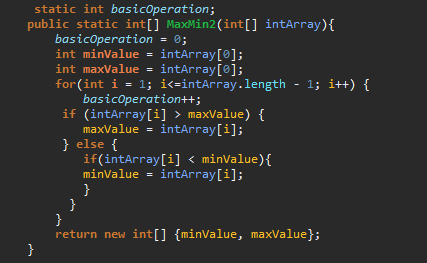 static int basicOperation;
public static int[] MaxMin2(int[] intArray){
basicOperation = 0;
int minValue = intArray[0];
int maxValue = intArray[0];
for(int i = 1; i<=intArray.length - 1; i++) {
basicOperation++;
if (intArray[i] > maxValue) {
maxValue = intArray[i];
} else {
if(intArray[i] < minValue){
minValue = intArray[i];
}
}
}
return new int[] {minValue, maxValue};
}